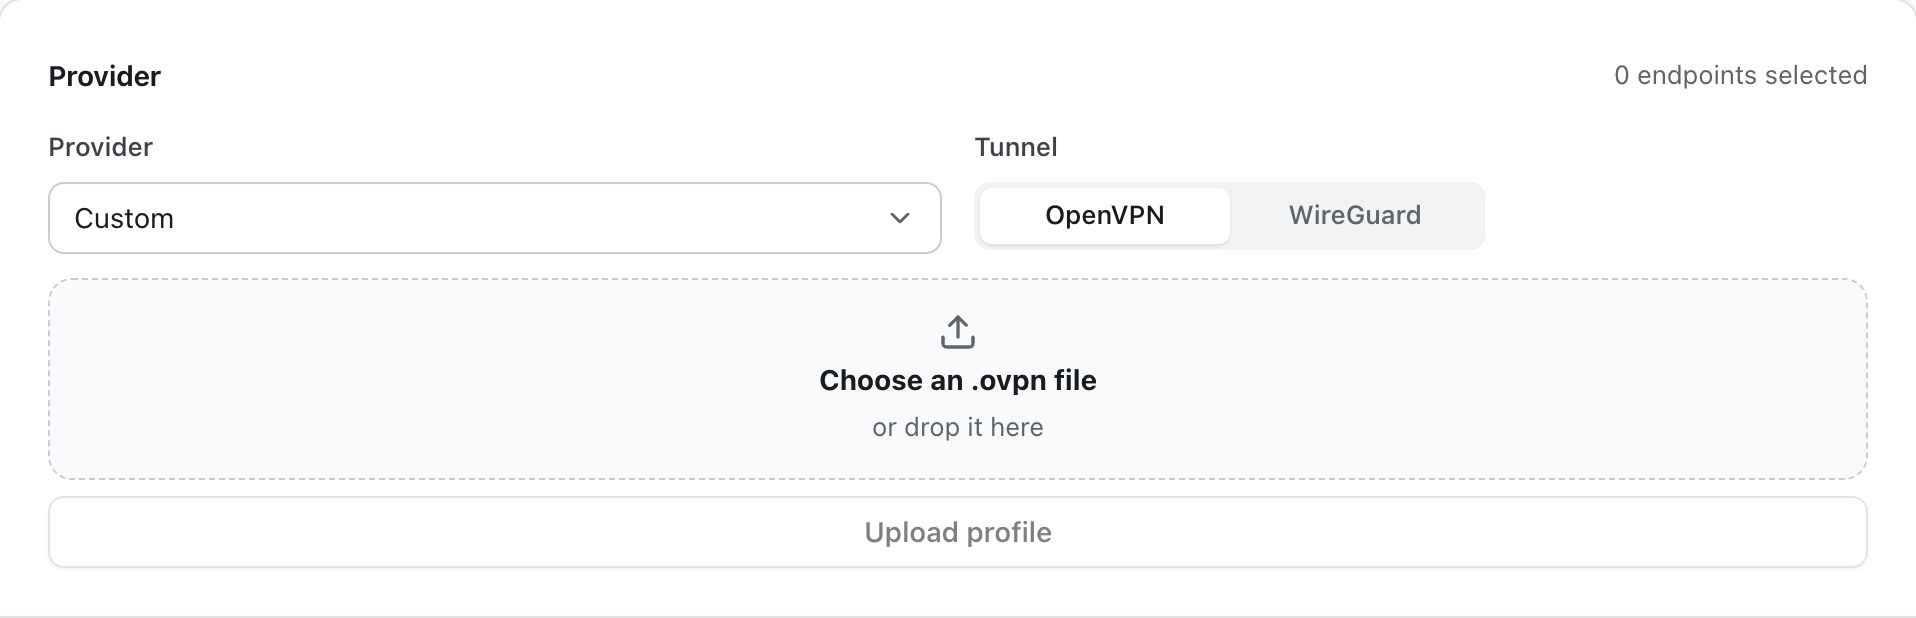 Provider
0 endpoints selected
Provider
Tunnel
Custom
OpenVPN
WireGuard
Choose an .ovpn file
or drop it here
Upload profile